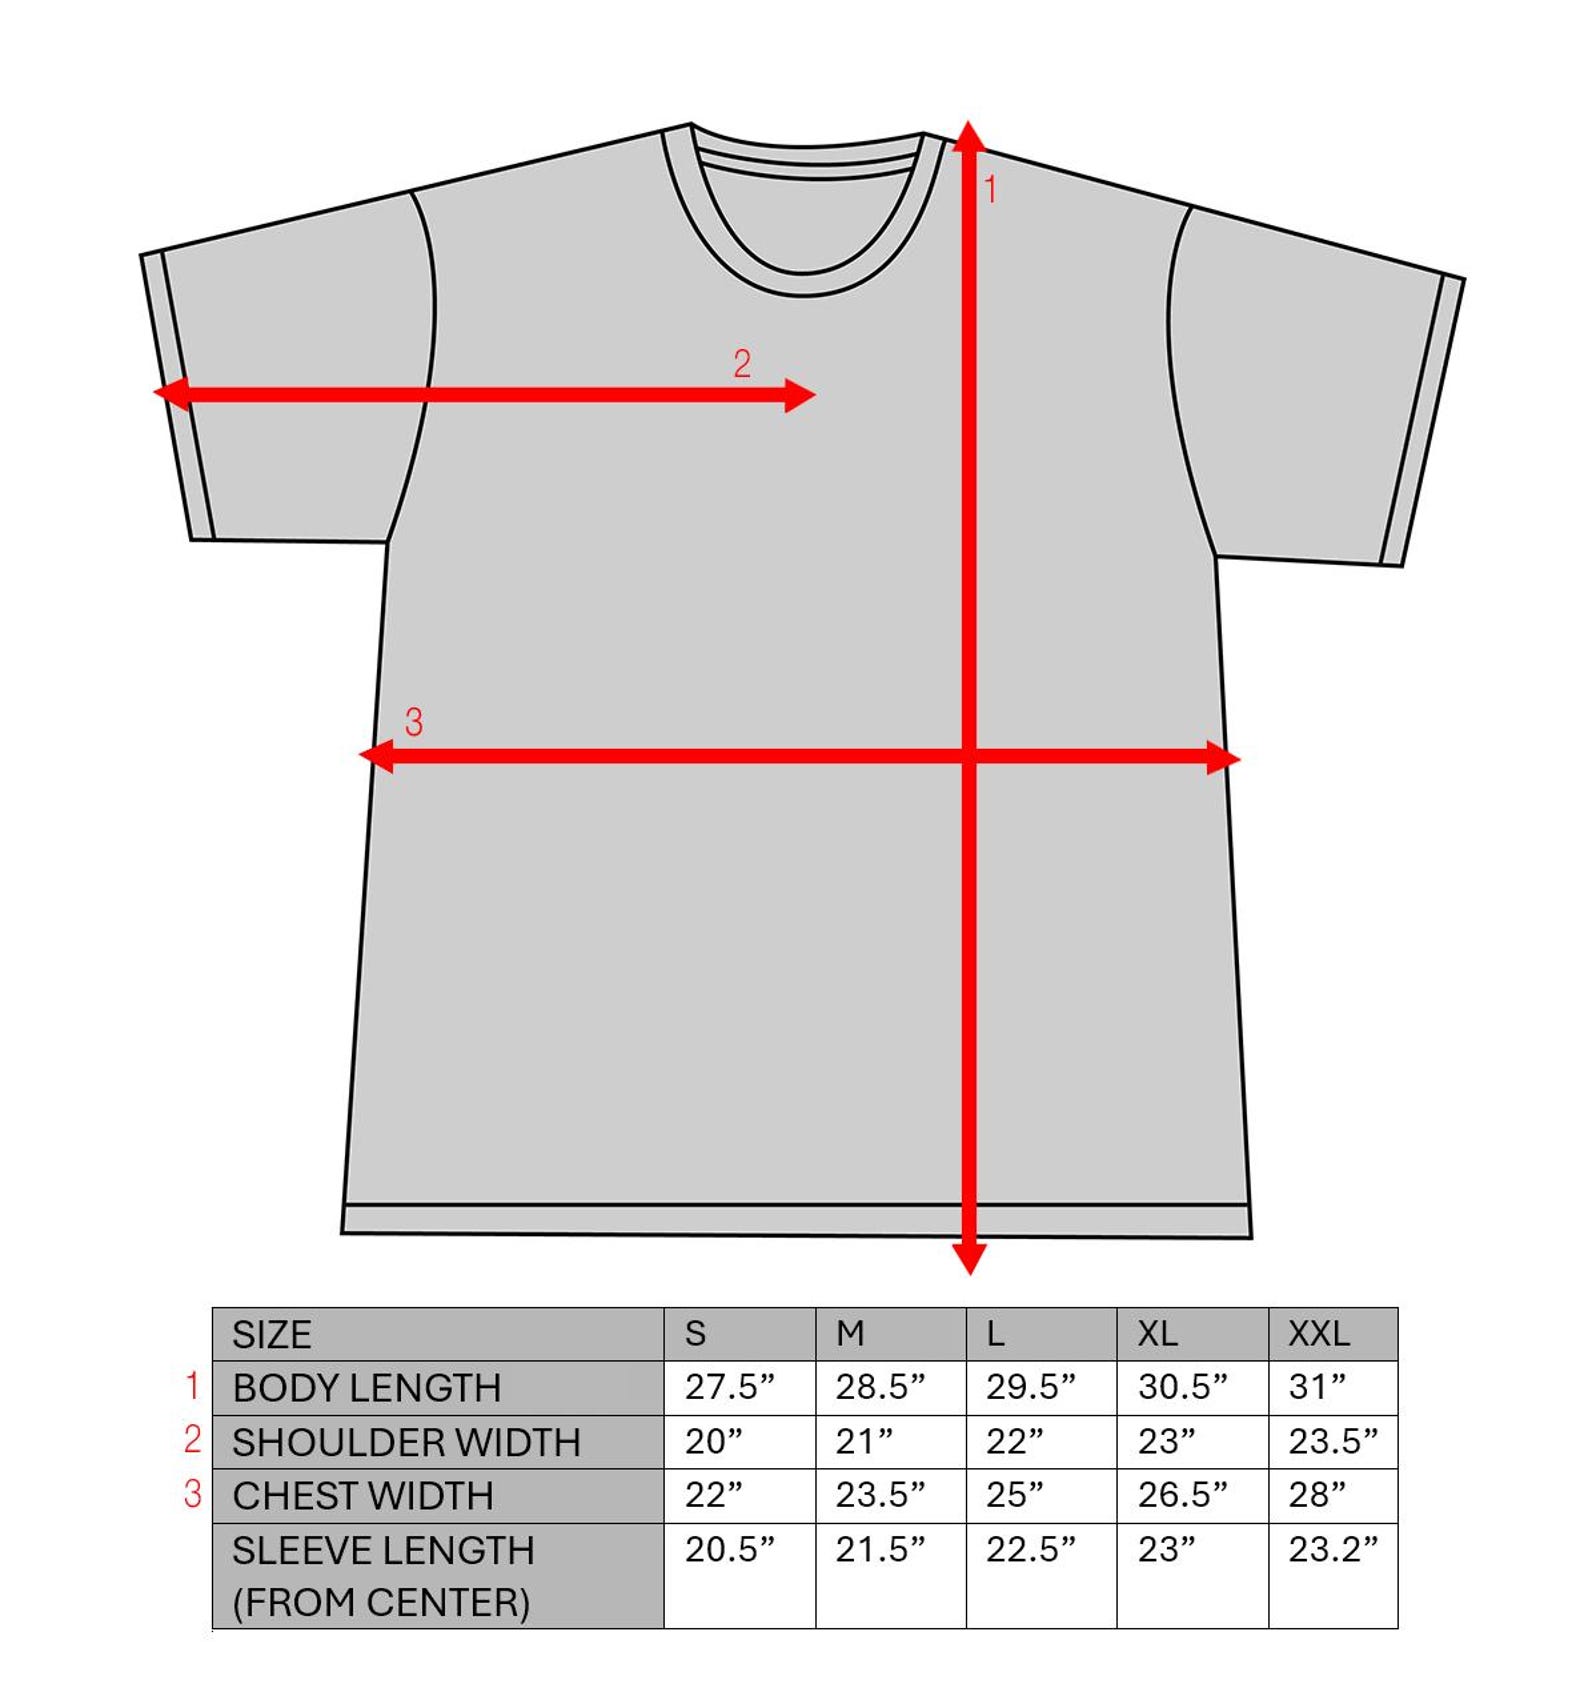 1
2
3
SIZE S M L XL XXL
1 BODY LENGTH 27.5” 28.5” 29.5” 30.5” 31”
2 SHOULDER WIDTH 20” 21” 22” 23” 23.5”
3 CHEST WIDTH 22” 23.5” 25” 26.5” 28”
SLEEVE LENGTH 20.5” 21.5” 22.5” 23” 23.2”
(FROM CENTER)